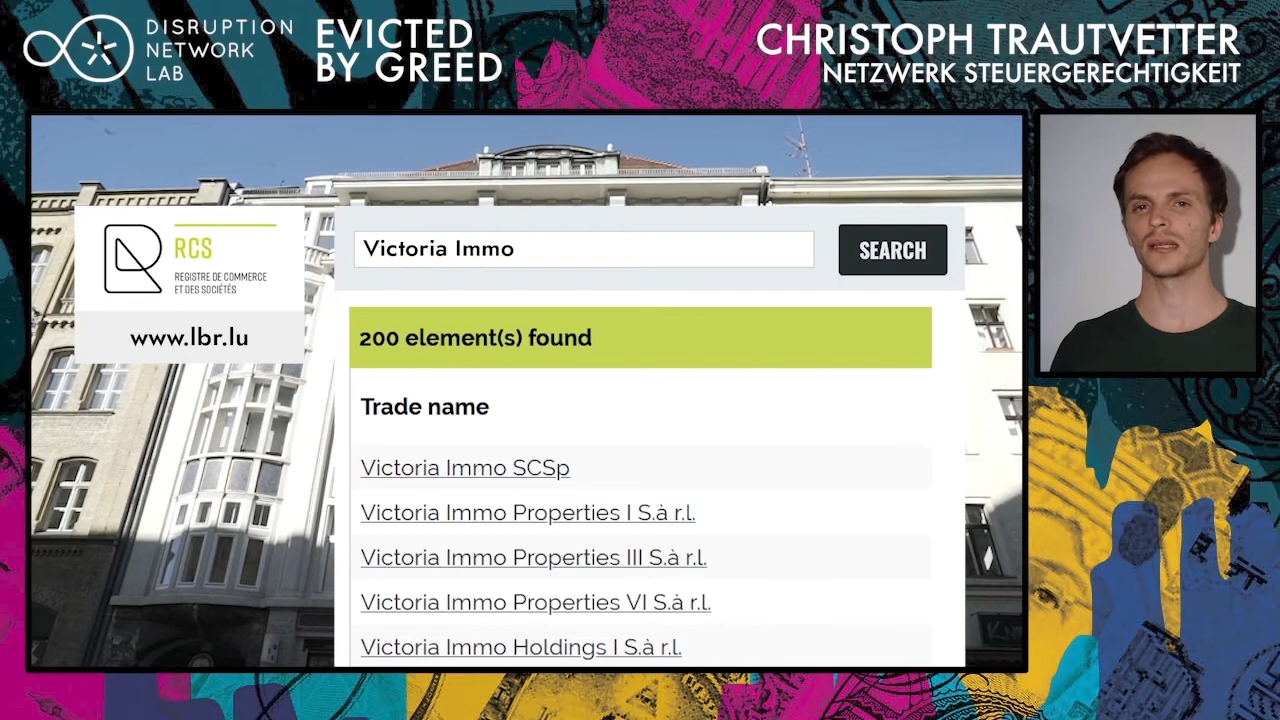 DISRUPTION
NETWORK
LAB
EVICTED
BY GREED
CHRISTOPH TRAUTVETTER
NETZWERK STEUERGERECHTIGKEIT
RCS
REGISTRE DE COMMERCE
ET DES SOCIÉTÉS
www.lbr.lu
Victoria Immo
SEARCH
200 element(s) found
Trade name
Victoria Immo SCSp
Victoria Immo Properties I S.à r.l.
Victoria Immo Properties III S.à r.l.
Victoria Immo Properties VI S.à r.l.
Victoria Immo Holdings I S.à r.l.